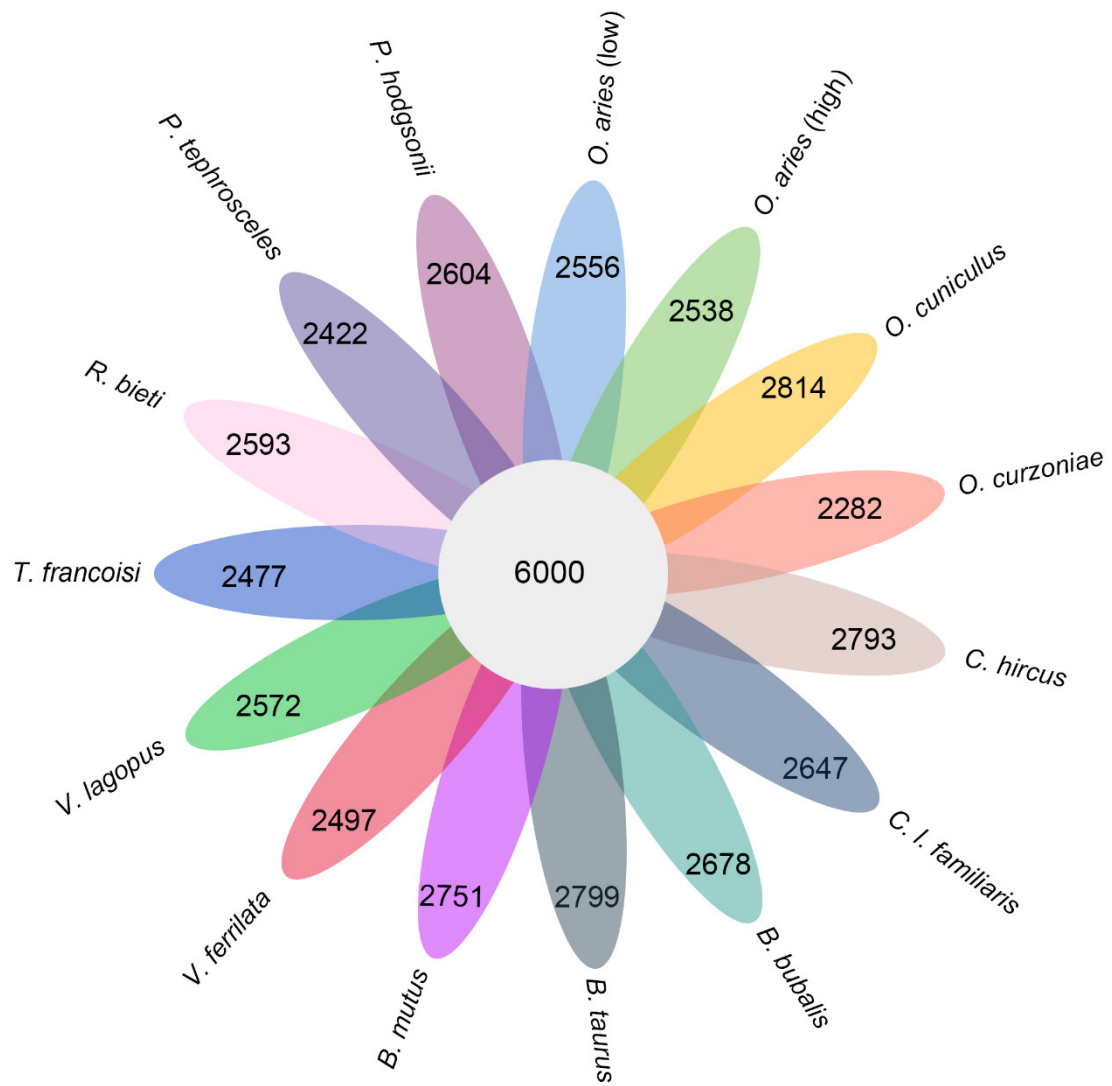 O. aries (low)
2556
O. aries (high)
2538
O. cuniculus
2814
O. curzoniae
2282
C. hircus
2793
C. l. familiaris
2647
B. bubalis
2678
B. taurus
2799
B. mutus
2751
V. ferrilata
2497
V. lagopus
2572
T. francoisi
2477
R. bieti
2593
P. tephrosceles
2422
P. hodgsonii
2604
6000